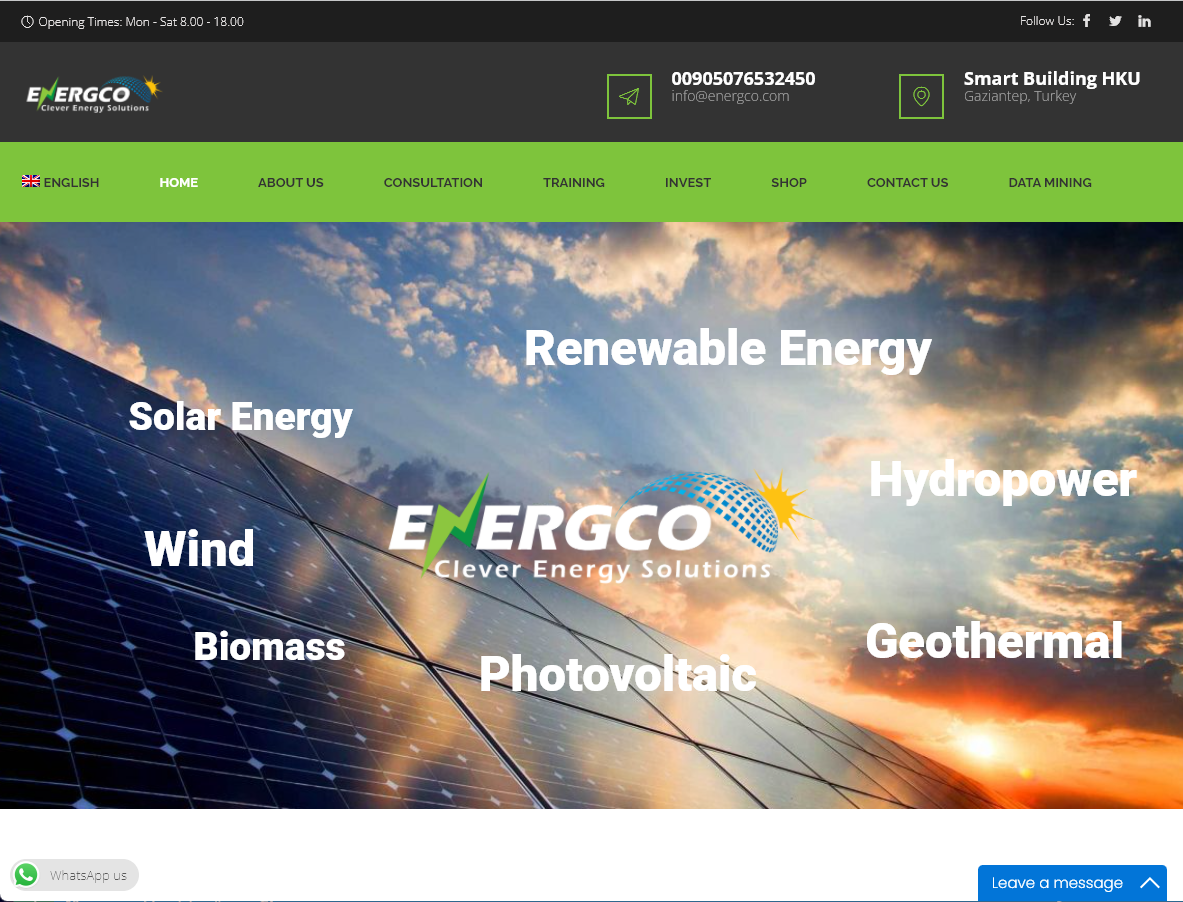 Opening Times: Mon - Sat 8.00 - 18.00
Follow Us:
ENERGCO
Clever Energy Solutions
00905076532450
info@energco.com
Smart Building HKU
Gaziantep, Turkey
ENGLISH HOME ABOUT US CONSULTATION TRAINING INVEST SHOP CONTACT US DATA MINING
Renewable Energy
Solar Energy
Hydropower
ENERGCO
Clever Energy Solutions
Wind
Geothermal
Biomass
Photovoltaic
WhatsApp us
Leave a message